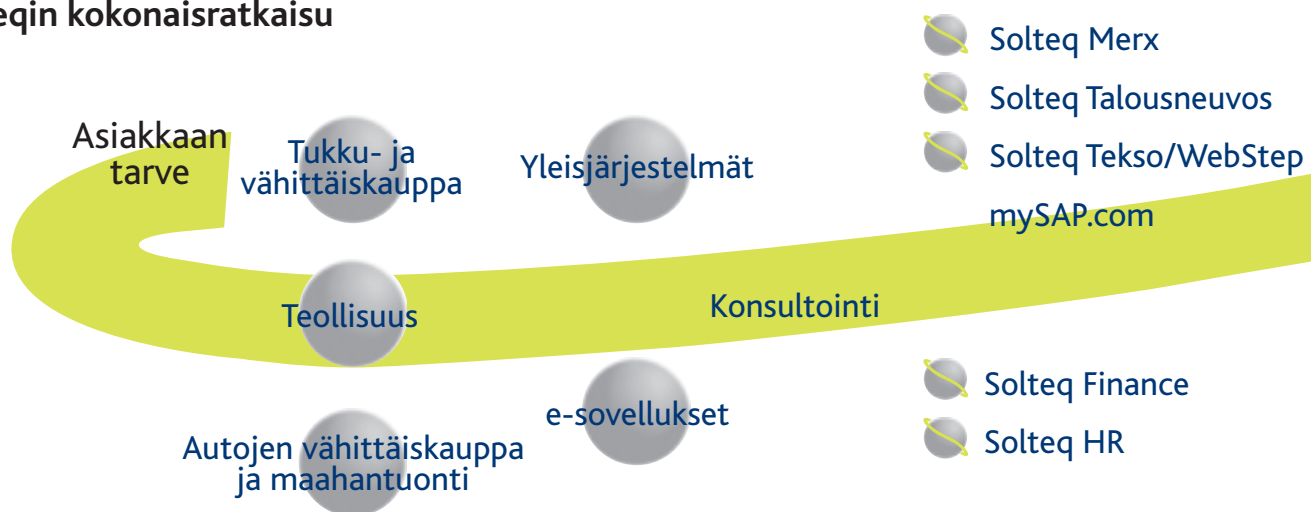 eqin kokonaisratkaisu
Asiakkaan
tarve
Tukku- ja
vähittäiskauppa
Teollisuus
Autojen vähittäiskauppa
ja maahantuonti
Yleisjärjestelmät
e-sovellukset
Konsultointi
Solteq Merx
Solteq Talousneuvos
Solteq Tekso/WebStep
mySAP.com
Solteq Finance
Solteq HR